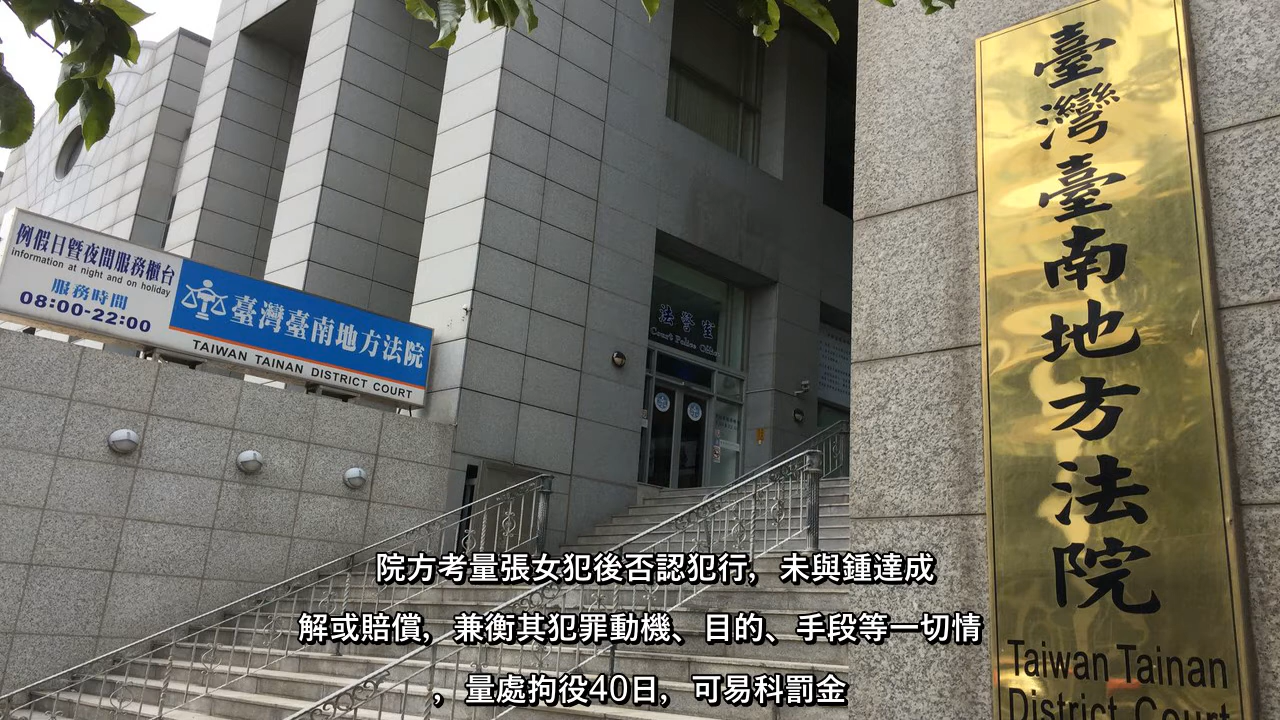 例假日暨夜間服務櫃台
information at night and on holiday
服務時間
08:00-22:00
臺灣臺南地方法院
TAIWAN TAINAN DISTRICT COURT
法警室
Court Police Office
臺灣臺南地方法院
Taiwan Tainan
District Court
院方考量張女犯後否認犯行，未與鍾達成
解或賠償，兼衡其犯罪動機、目的、手段等一切情
，量處拘役40日，可易科罰金